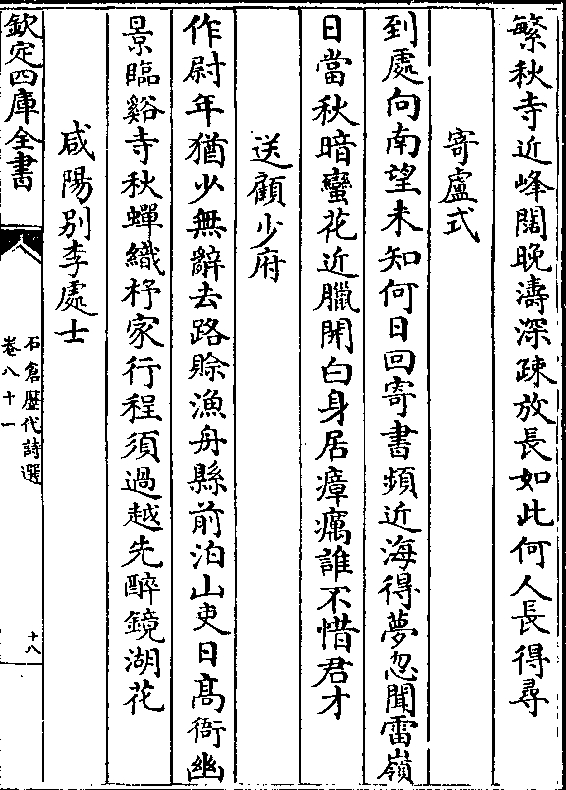 繁秋寺近峰闊晚濤深疎放長如此何人長得尋
寄盧式
到處向南望未知何日回寄書頻近海得夢忽聞雷嶺
日當秋暗蠻花近臘開白身居瘴癘誰不惜君才
送顧少府
作尉年猶少無辭去路賖漁舟縣前泊山吏日髙衙幽
景臨谿寺秋蟬織杼家行程須過越先醉鏡湖花
咸陽别李處士
欽定四庫全書
石倉歴代詩選
卷八十一
十八